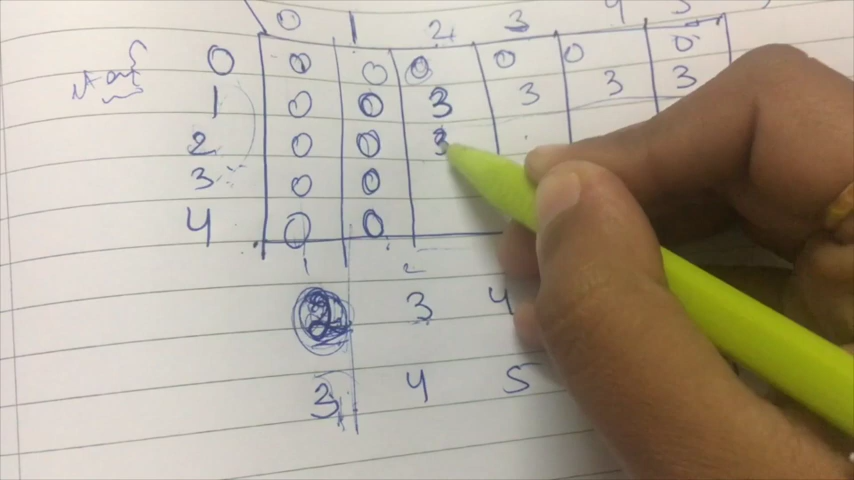 0 1 2 3 4 5
0 0 0 0 0 0 0
1 0 0 3 3 3 3
2 0 0 3
3 0 0
4 0 0
1 2
2 3 4
3 4 5